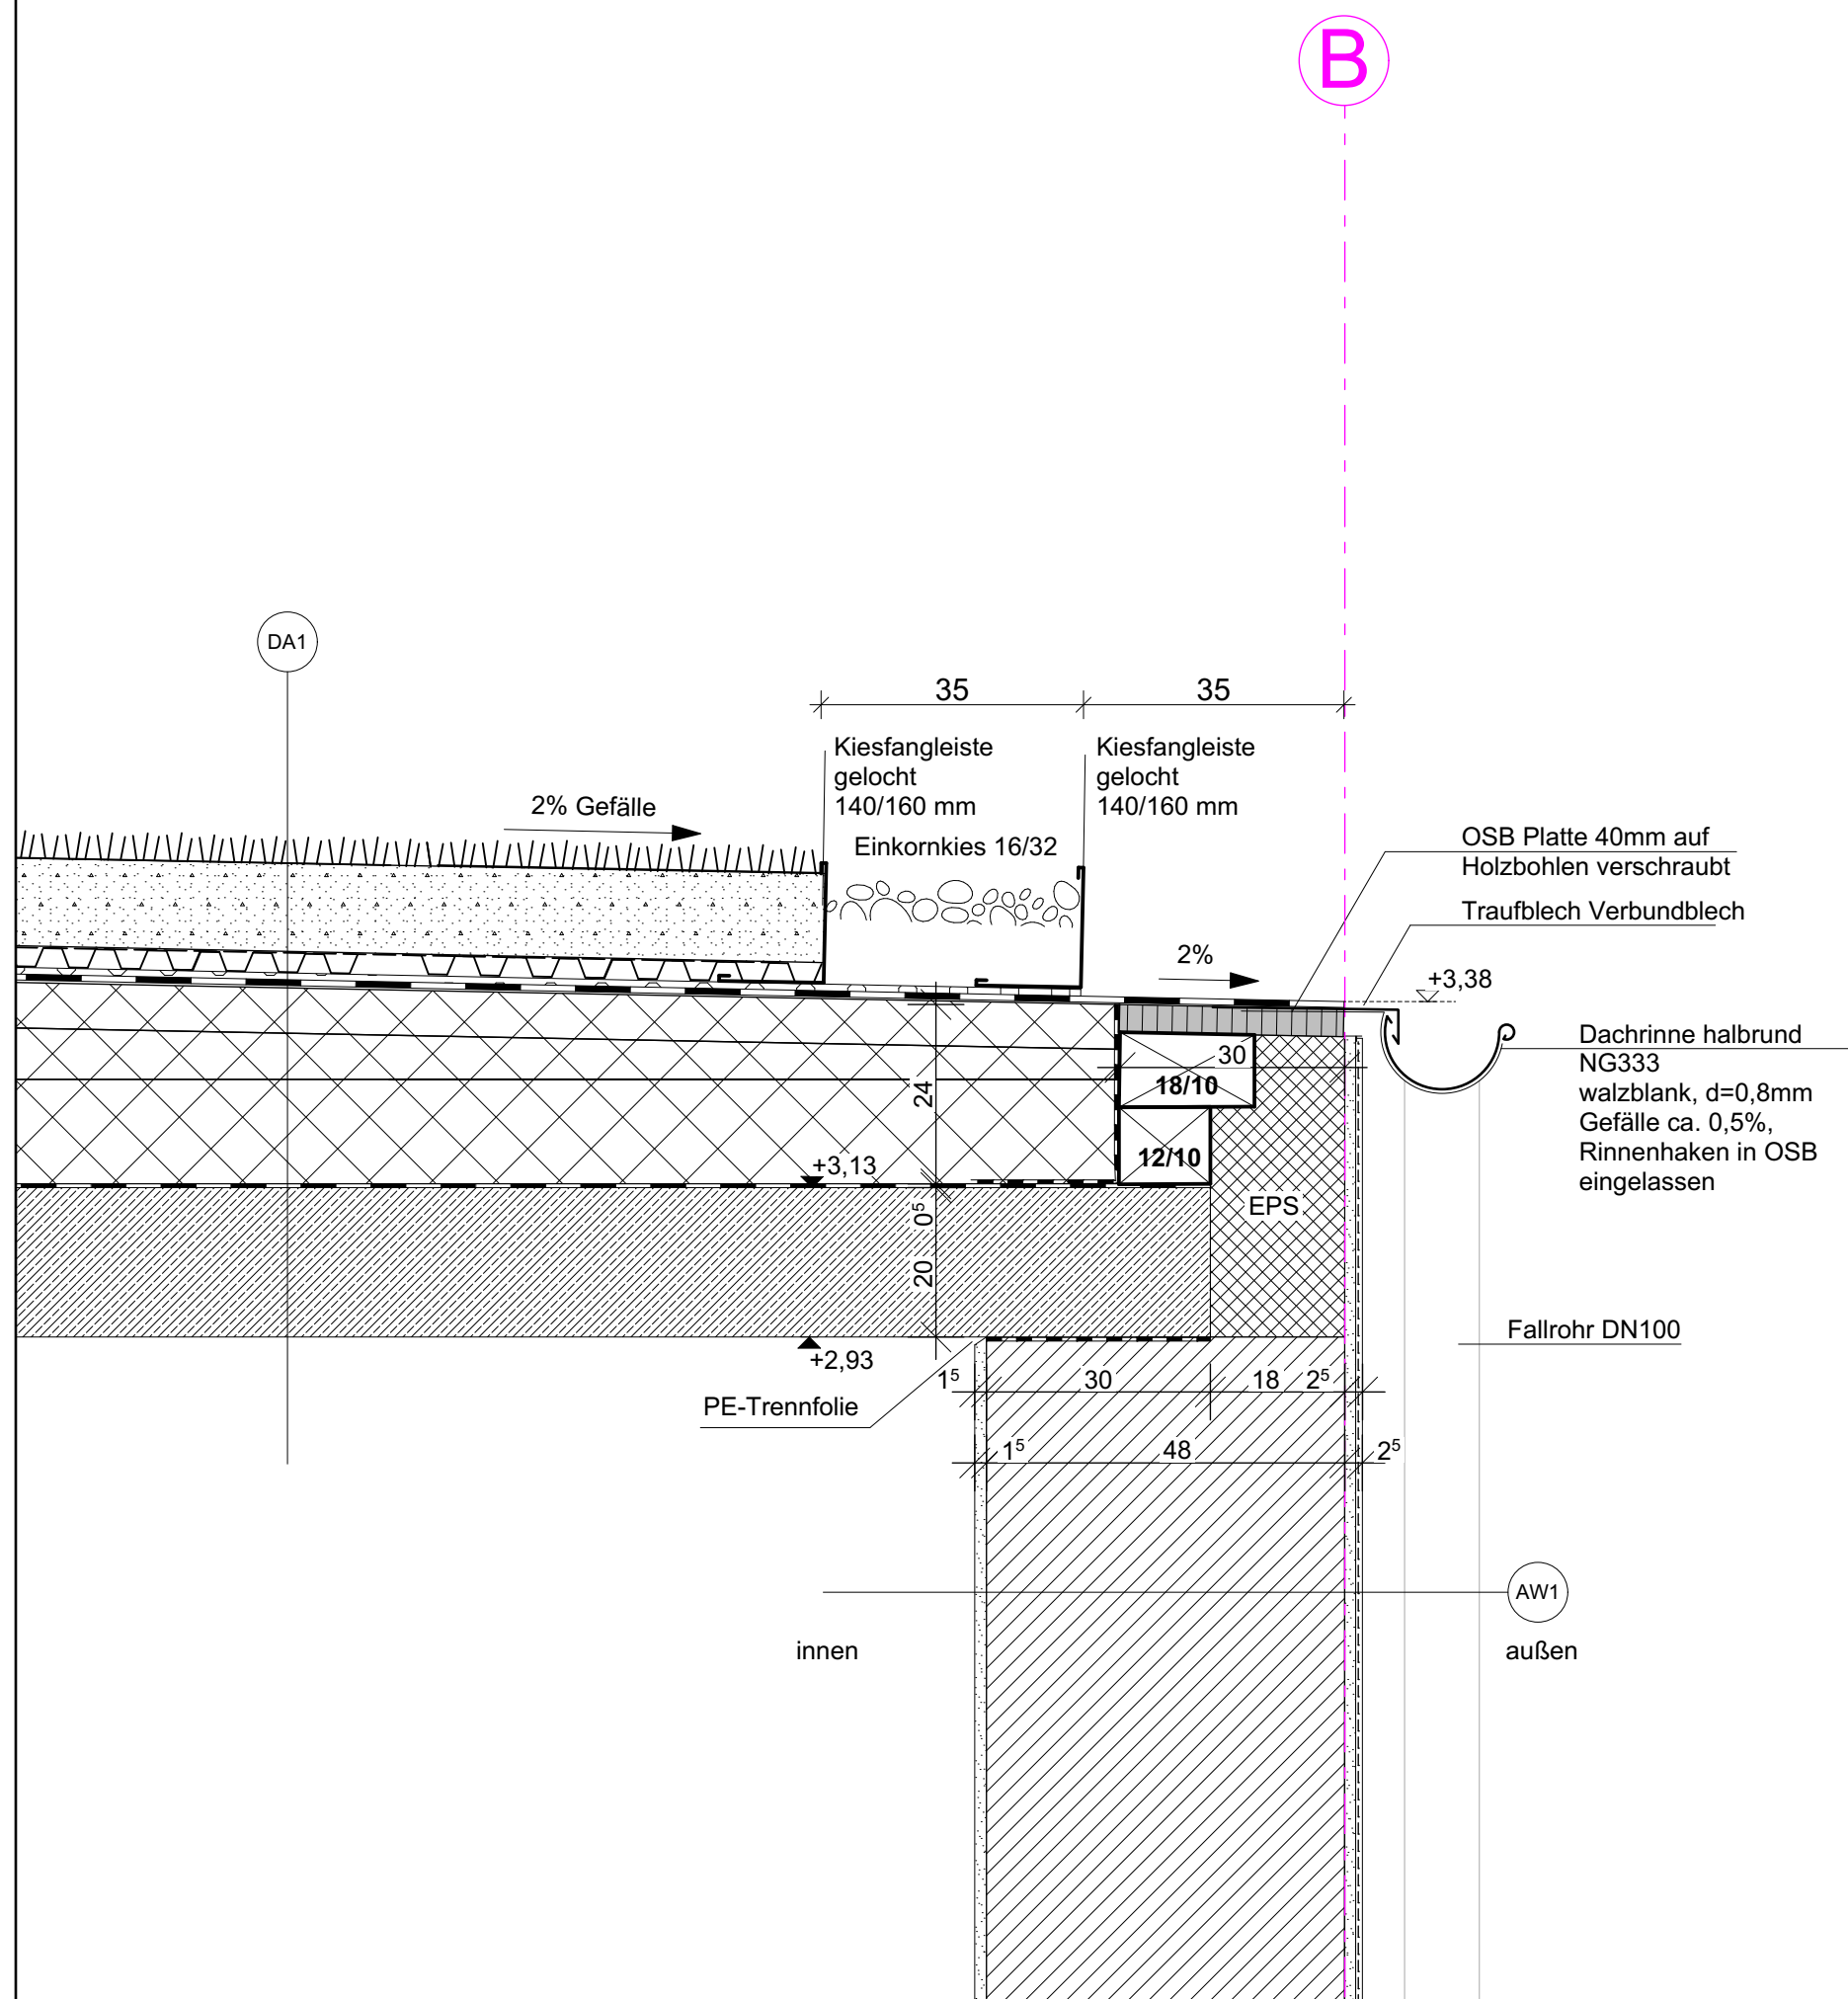 B
DA1
35
35
Kiesfangleiste
gelocht
140/160 mm
Kiesfangleiste
gelocht
140/160 mm
2% Gefälle
Einkornkies 16/32
OSB Platte 40mm auf
Holzbohlen verschraubt
Traufblech Verbundblech
2%
+3,38
Dachrinne halbrund
NG333
walzblank, d=0,8mm
Gefälle ca. 0,5%,
Rinnenhaken in OSB
eingelassen
30
18/10
24
12/10
+3,13
EPS
0⁵
20
Fallrohr DN100
+2,93
1⁵
30
18
2⁵
PE-Trennfolie
1⁵
48
2⁵
AW1
innen
außen